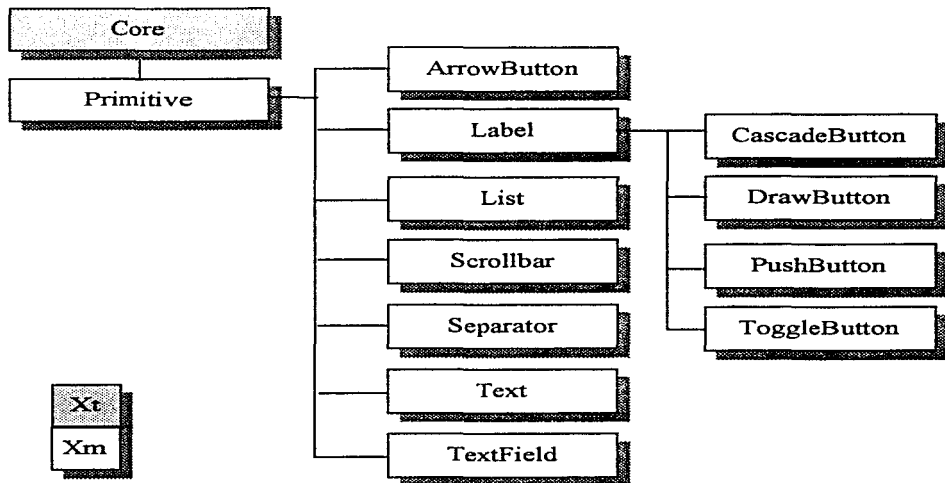 Core
Primitive
ArrowButton
Label
List
Scrollbar
Separator
Text
TextField
CascadeButton
DrawButton
PushButton
ToggleButton
Xt
Xm